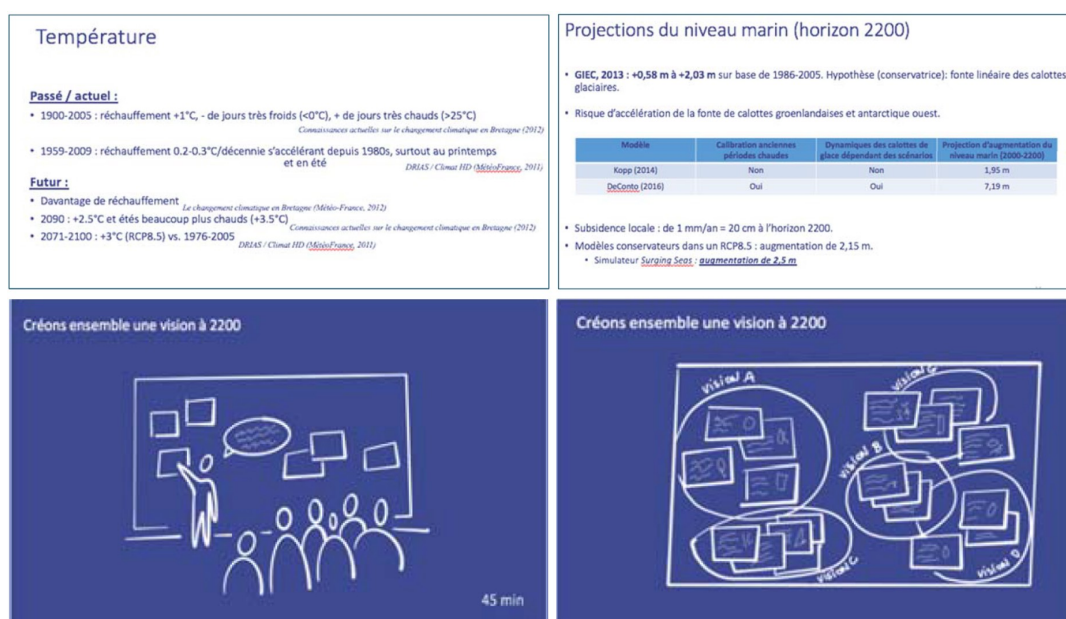 Température
Passé / actuel :
• 1900-2005 : réchauffement +1°C, - de jours très froids (<0°C), + de jours très chauds (>25°C)
Connaissances actuelles sur le changement climatique en Bretagne (2012)
• 1959-2009 : réchauffement 0.2-0.3°C/décennie s'accélérant depuis 1980s, surtout au printemps
et en été
DRIAS / Climat HD (MétéoFrance, 2011)
Futur :
• Davantage de réchauffement
Le changement climatique en Bretagne (Météo-France, 2012)
• 2090 : +2.5°C et étés beaucoup plus chauds (+3.5°C)
Connaissances actuelles sur le changement climatique en Bretagne (2012)
• 2071-2100 : +3°C (RCP8.5) vs. 1976-2005
DRIAS / Climat HD (MétéoFrance, 2011)
Projections du niveau marin (horizon 2200)
• GIEC, 2013 : +0,58 m à +2,03 m sur base de 1986-2005. Hypothèse (conservatrice): fonte linéaire des calottes
glaciaires.
• Risque d'accélération de la fonte de calottes groenlandaises et antarctique ouest.
Modèle | Calibration anciennes périodes chaudes | Dynamiques des calottes de glace dépendant des scénarios | Projection d'augmentation du niveau marin (2000-2200)
Kopp (2014) | Non | Non | 1,95 m
DeConto (2016) | Oui | Oui | 7,19 m
• Subsidence locale : de 1 mm/an = 20 cm à l'horizon 2200.
• Modèles conservateurs dans un RCP8.5 : augmentation de 2,15 m.
• Simulateur Surging Seas : augmentation de 2,5 m
Créons ensemble une vision à 2200
45 min
Créons ensemble une vision à 2200
Vision A
Vision B
Vision C
Vision D